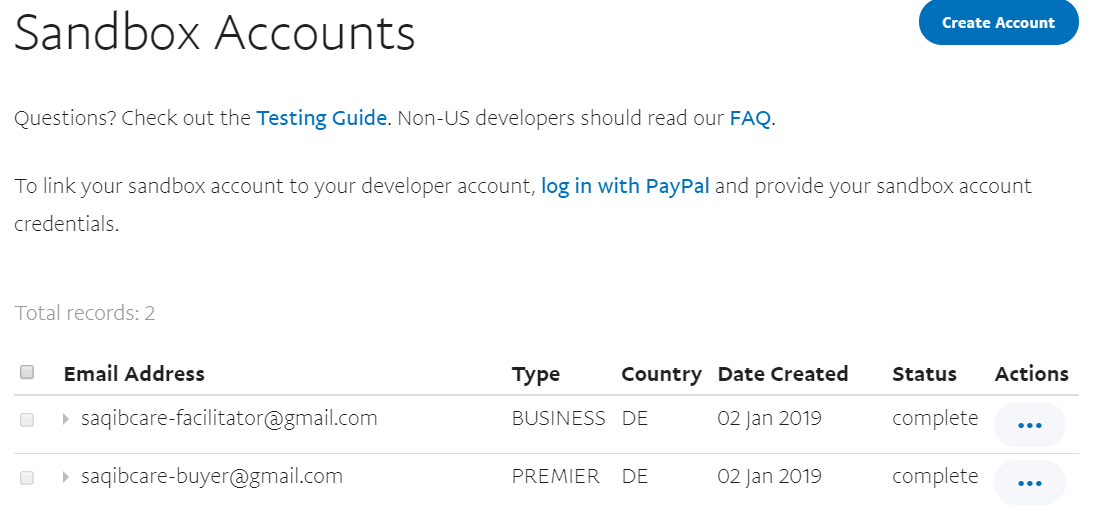 Sandbox Accounts
Create Account
Questions? Check out the Testing Guide. Non-US developers should read our FAQ.
To link your sandbox account to your developer account, log in with PayPal and provide your sandbox account
credentials.
Total records: 2
Email Address Type Country Date Created Status Actions
saqibcare-facilitator@gmail.com BUSINESS DE 02 Jan 2019 complete
saqibcare-buyer@gmail.com PREMIER DE 02 Jan 2019 complete